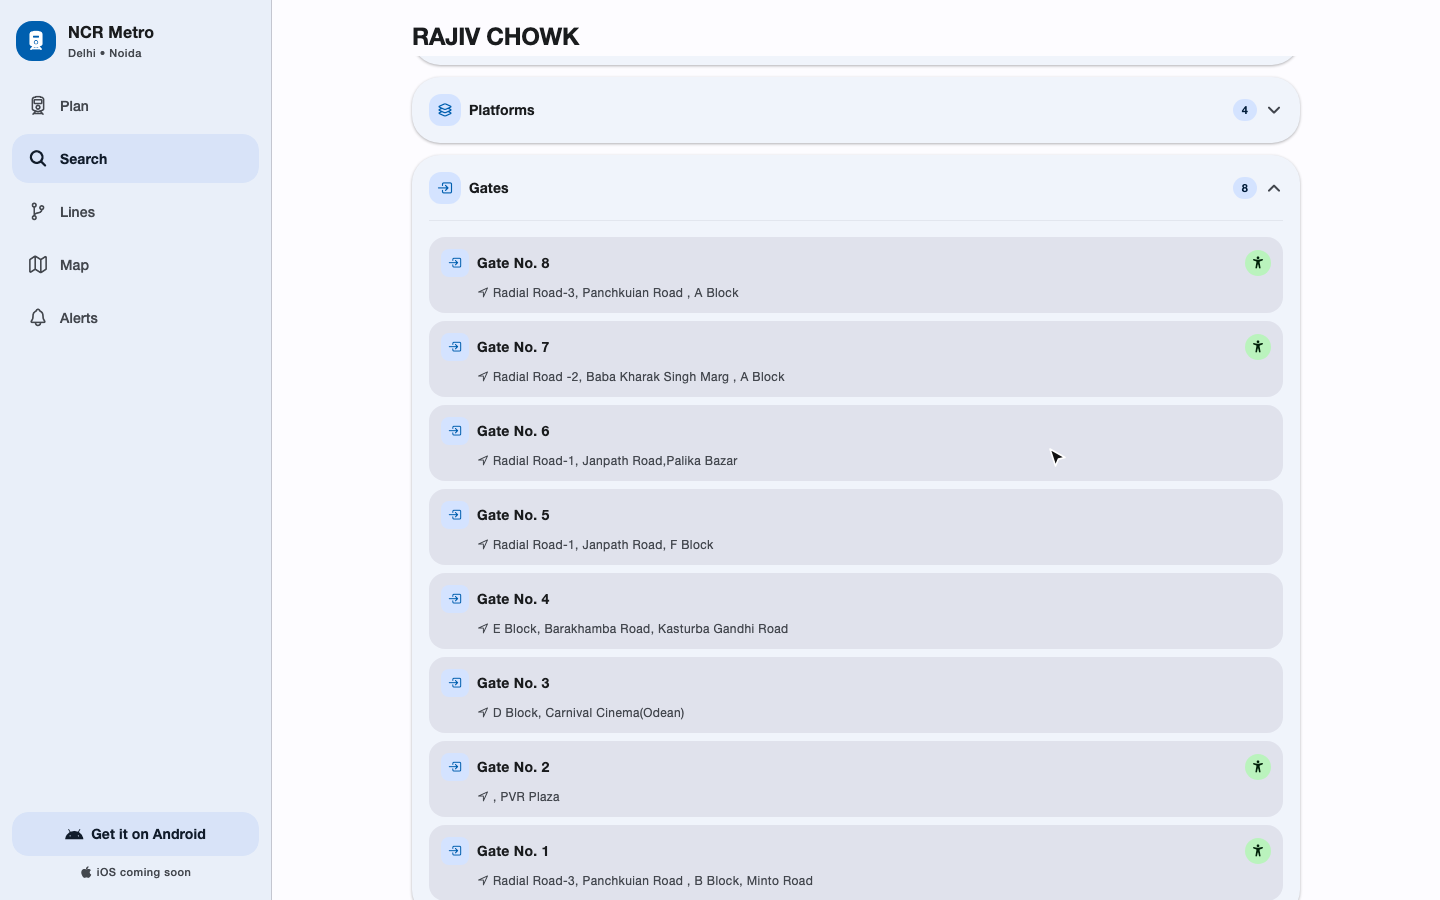 NCR Metro
Delhi • Noida
Plan
Search
Lines
Map
Alerts
Get it on Android
iOS coming soon
RAJIV CHOWK
Platforms
4
Gates
8
Gate No. 8
Radial Road-3, Panchkuian Road , A Block
Gate No. 7
Radial Road -2, Baba Kharak Singh Marg , A Block
Gate No. 6
Radial Road-1, Janpath Road,Palika Bazar
Gate No. 5
Radial Road-1, Janpath Road, F Block
Gate No. 4
E Block, Barakhamba Road, Kasturba Gandhi Road
Gate No. 3
D Block, Carnival Cinema(Odean)
Gate No. 2
, PVR Plaza
Gate No. 1
Radial Road-3, Panchkuian Road , B Block, Minto Road